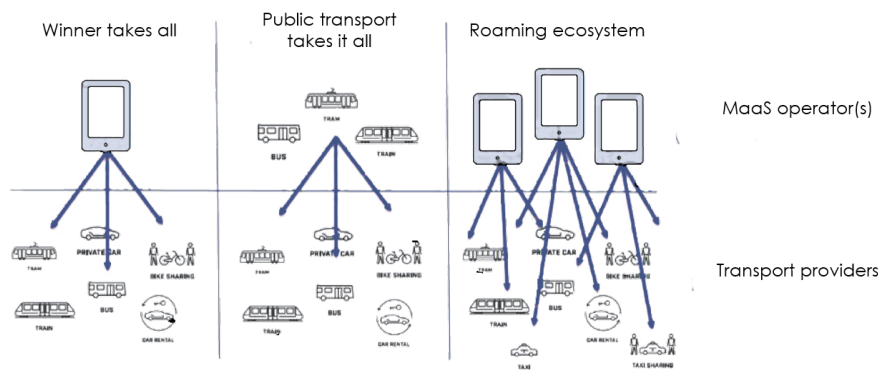 Winner takes all
Public transport
takes it all
Roaming ecosystem
TRAM
BUS
TRAIN
MaaS operator(s)
PRIVATE CAR
TRAM
BIKE SHARING
BUS
TRAIN
CAR RENTAL
PRIVATE CAR
TRAM
BIKE SHARING
BUS
TRAIN
CAR RENTAL
PRIVATE CAR
TRAM
BIKE SHARING
BUS
TRAIN
CAR RENTAL
TAXI
TAXI SHARING
Transport providers